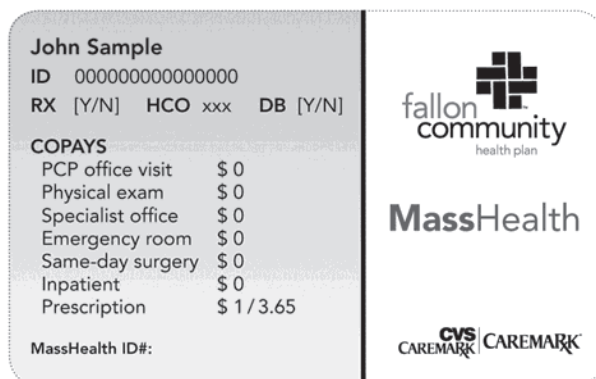 John Sample
ID 000000000000000
RX [Y/N] HCO xxx DB [Y/N]
COPAYS
PCP office visit $ 0
Physical exam $ 0
Specialist office $ 0
Emergency room $ 0
Same-day surgery $ 0
Inpatient $ 0
Prescription $ 1 / 3.65
MassHealth ID#:
fallon
community
health plan
MassHealth
CVS
CAREMARK CAREMARK